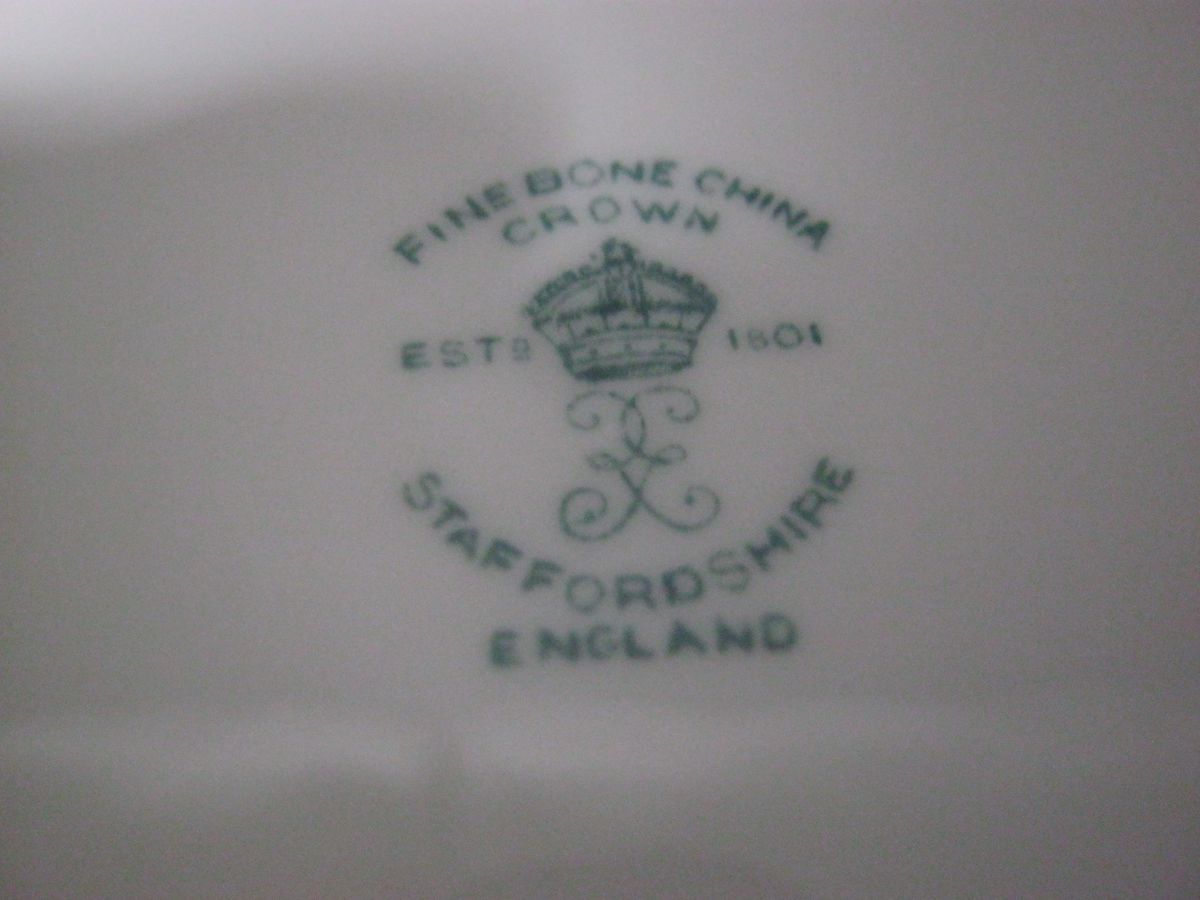 FINE BONE CHINA
CROWN
ESTD 1801
STAFFORDSHIRE
ENGLAND